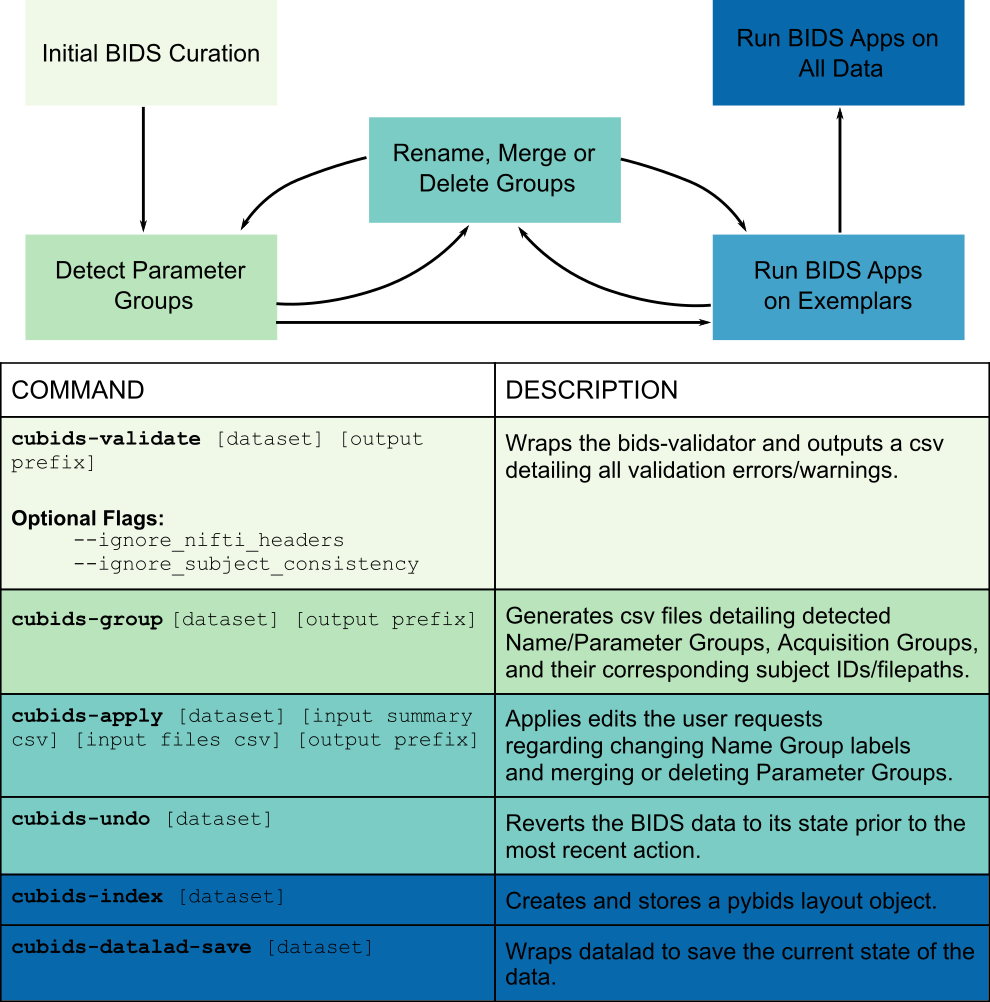 Initial BIDS Curation
Run BIDS Apps on
All Data
Rename, Merge or
Delete Groups
Detect Parameter
Groups
Run BIDS Apps
on Exemplars
COMMAND
DESCRIPTION
cubids-validate [dataset] [output
prefix]
Optional Flags:
--ignore_nifti_headers
--ignore_subject_consistency
Wraps the bids-validator and outputs a csv
detailing all validation errors/warnings.
cubids-group [dataset] [output prefix]
Generates csv files detailing detected
Name/Parameter Groups, Acquisition Groups,
and their corresponding subject IDs/filepaths.
cubids-apply [dataset] [input summary
csv] [input files csv] [output prefix]
Applies edits the user requests
regarding changing Name Group labels
and merging or deleting Parameter Groups.
cubids-undo [dataset]
Reverts the BIDS data to its state prior to the
most recent action.
cubids-index [dataset]
Creates and stores a pybids layout object.
cubids-datalad-save [dataset]
Wraps datalad to save the current state of the
data.